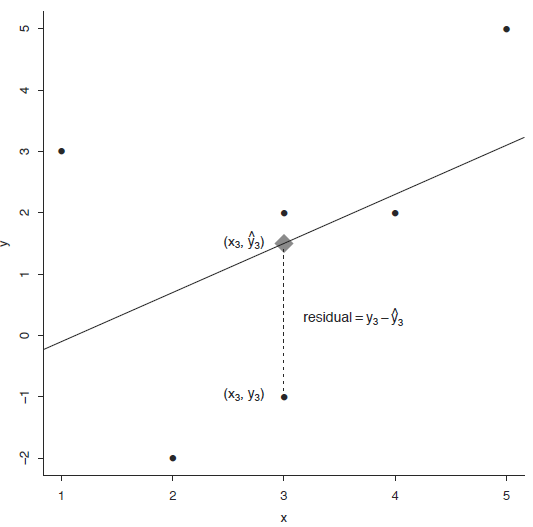 5
4
3
2
1
0
−1
−2
y
(x₃, ŷ₃)
residual = y₃ − ŷ₃
(x₃, y₃)
1 2 3 4 5
x